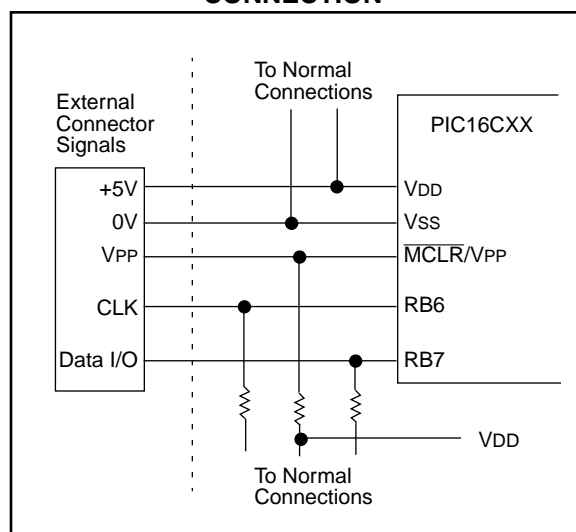 CONNECTION
To Normal
Connections
External
Connector
Signals
PIC16CXX
+5V
VDD
0V
VSS
VPP
MCLR/VPP
CLK
RB6
Data I/O
RB7
VDD
To Normal
Connections